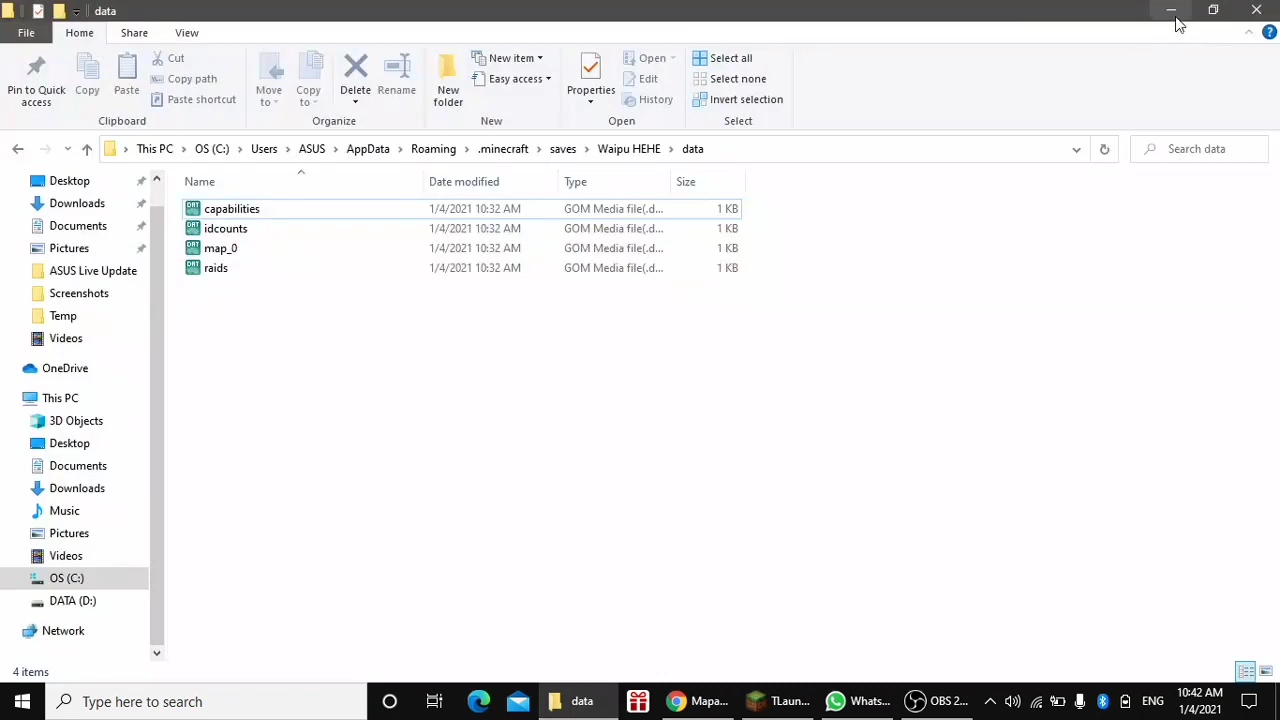 data
File Home Share View
Pin to Quick access
Copy
Paste
Cut
Copy path
Paste shortcut
Clipboard
Move to
Copy to
Delete
Rename
Organize
New folder
New item
Easy access
New
Properties
Open
Edit
History
Open
Select all
Select none
Invert selection
Select
This PC > OS (C:) > Users > ASUS > AppData > Roaming > .minecraft > saves > Waipu HEHE > data
Search data
Desktop
Downloads
Documents
Pictures
ASUS Live Update
Screenshots
Temp
Videos
OneDrive
This PC
3D Objects
Desktop
Documents
Downloads
Music
Pictures
Videos
OS (C:)
DATA (D:)
Network
Name Date modified Type Size
capabilities 1/4/2021 10:32 AM GOM Media file(.d... 1 KB
idcounts 1/4/2021 10:32 AM GOM Media file(.d... 1 KB
map_0 1/4/2021 10:32 AM GOM Media file(.d... 1 KB
raids 1/4/2021 10:32 AM GOM Media file(.d... 1 KB
4 items
Type here to search
data
Mapa...
TLaun...
Whats...
OBS 2...
ENG
10:42 AM
1/4/2021